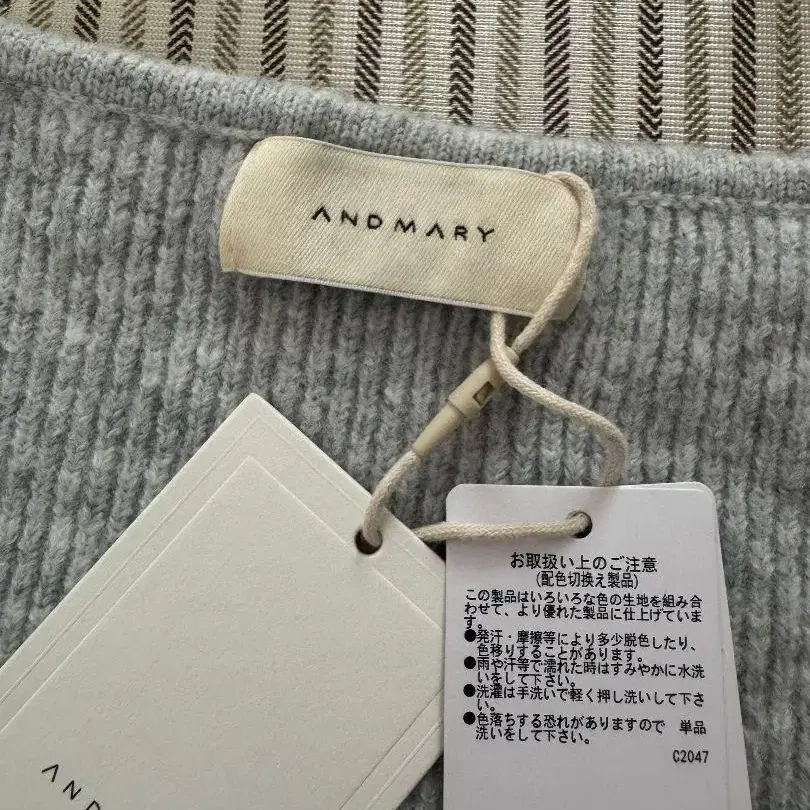 ANDMARY
お取扱い上のご注意
(配色切換え製品)
この製品はいろいろな色の生地を組み合
わせて、より優れた製品に仕上げていま
す。
●発汗・摩擦等により多少脱色したり、
色移りすることがあります。
●雨や汗等で濡れた時はすみやかに水洗
いをして下さい。
●洗濯は手洗いで軽く押し洗いして下さ
い。
●色落ちする恐れがありますので 単品
洗いをして下さい。
C2047
AND